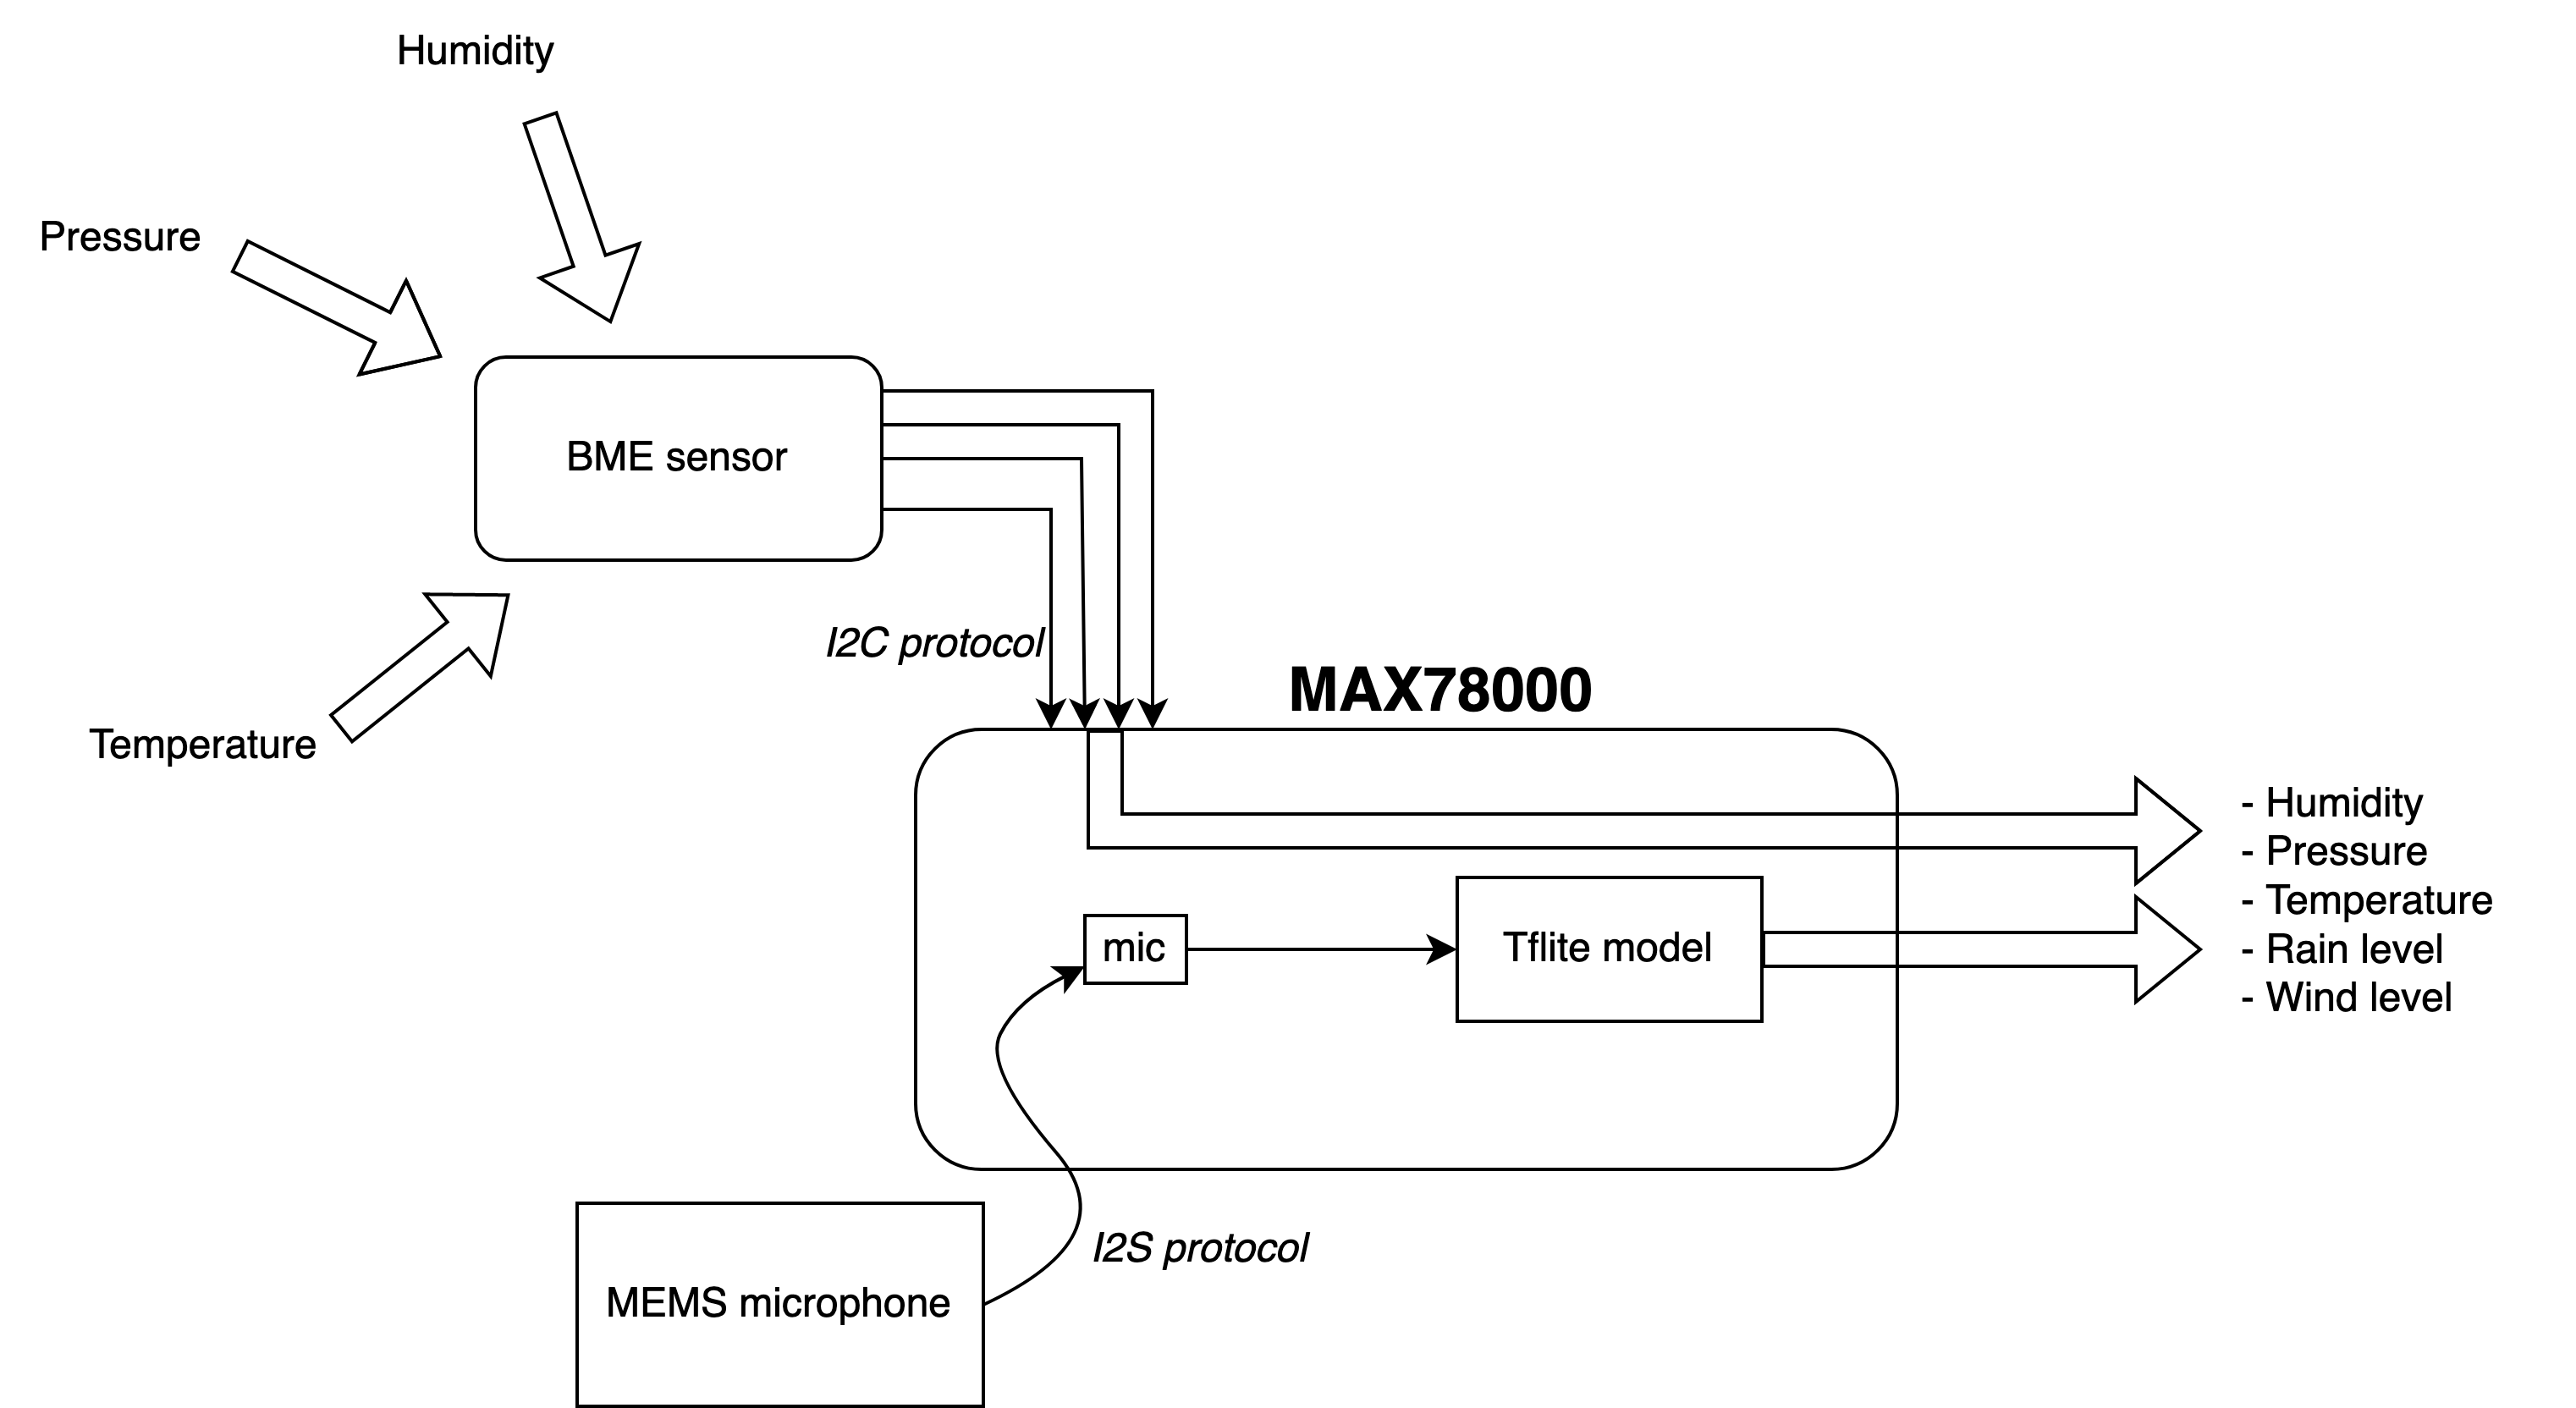 Humidity
Pressure
BME sensor
I2C protocol
Temperature
MAX78000
- Humidity
- Pressure
- Temperature
- Rain level
- Wind level
mic
Tflite model
I2S protocol
MEMS microphone